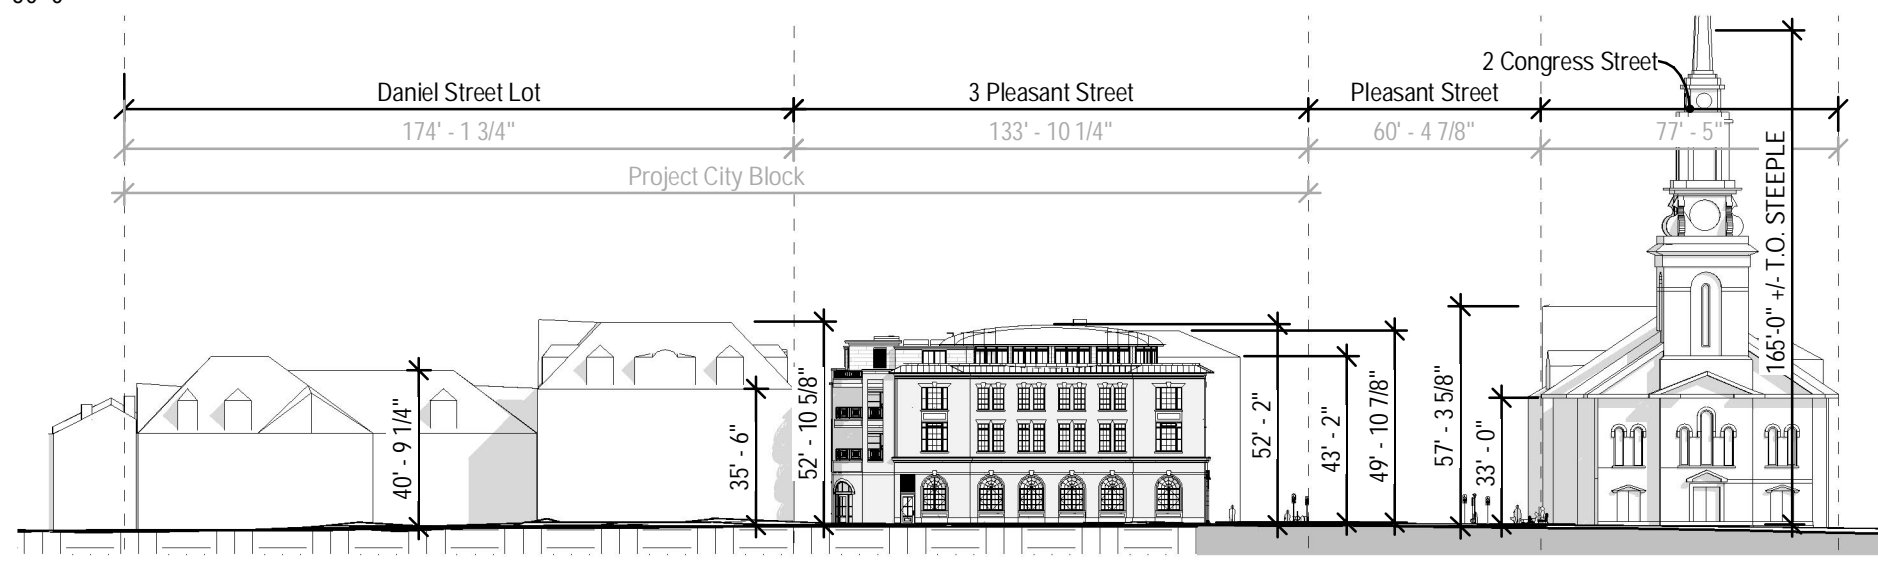 2 Congress Street
Daniel Street Lot
3 Pleasant Street
Pleasant Street
174' - 1 3/4"
133' - 10 1/4"
60' - 4 7/8"
77' - 5"
Project City Block
165'-0" +/- T.O. STEEPLE
40' - 9 1/4"
35' - 6"
52' - 10 5/8"
52' - 2"
43' - 2"
49' - 10 7/8"
57' - 3 5/8"
33' - 0"